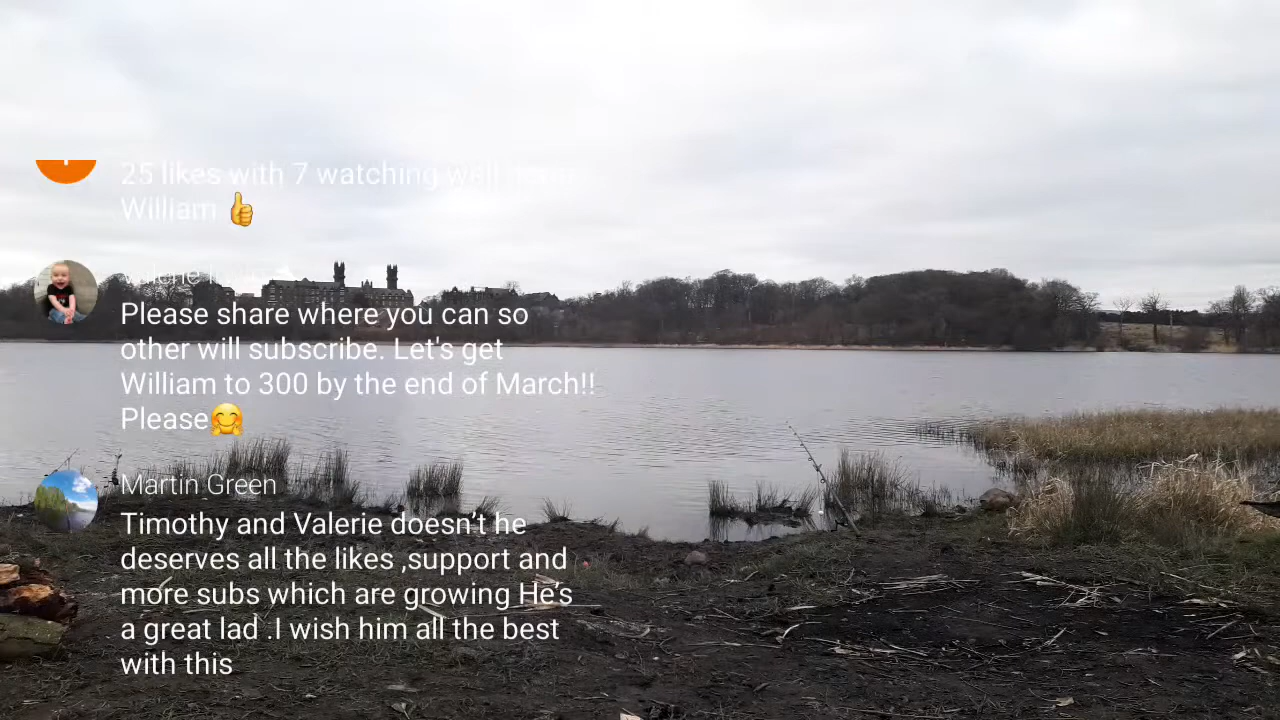 25 likes with 7 watching well
William 👍
Please share where you can so
other will subscribe. Let's get
William to 300 by the end of March!!
Please🤗
Martin Green
Timothy and Valerie doesn't he
deserves all the likes ,support and
more subs which are growing He's
a great lad .I wish him all the best
with this